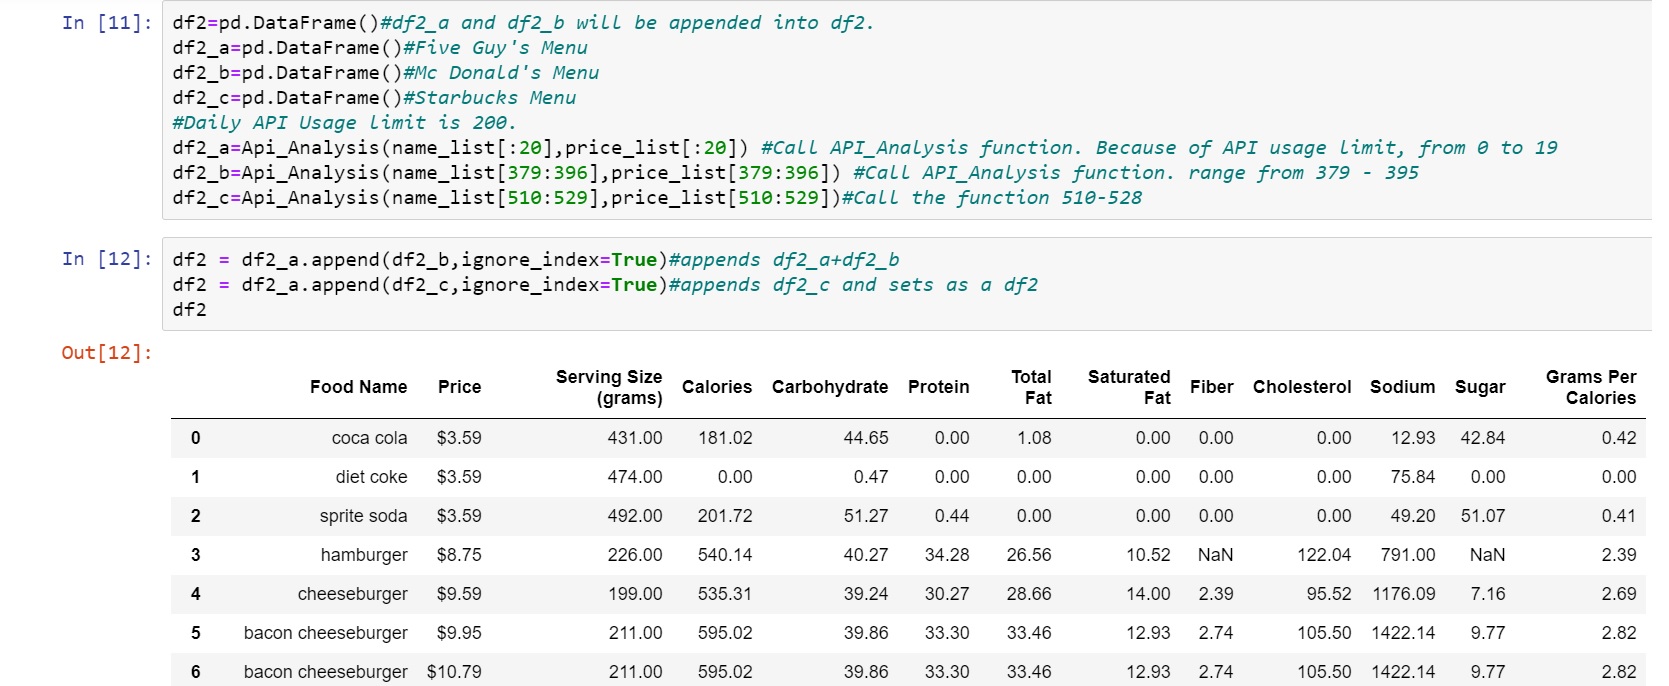 In [11]: df2=pd.DataFrame()#df2_a and df2_b will be appended into df2.
df2_a=pd.DataFrame()#Five Guy's Menu
df2_b=pd.DataFrame()#Mc Donald's Menu
df2_c=pd.DataFrame()#Starbucks Menu
#Daily API Usage limit is 200.
df2_a=Api_Analysis(name_list[:20],price_list[:20]) #Call API_Analysis function. Because of API usage limit, from 0 to 19
df2_b=Api_Analysis(name_list[379:396],price_list[379:396]) #Call API_Analysis function. range from 379 - 395
df2_c=Api_Analysis(name_list[510:529],price_list[510:529])#Call the function 510-528
In [12]: df2 = df2_a.append(df2_b,ignore_index=True)#appends df2_a+df2_b
df2 = df2_a.append(df2_c,ignore_index=True)#appends df2_c and sets as a df2
df2
Out[12]:
Food Name Price Serving Size (grams) Calories Carbohydrate Protein Total Fat Saturated Fat Fiber Cholesterol Sodium Sugar Grams Per Calories
0 coca cola $3.59 431.00 181.02 44.65 0.00 1.08 0.00 0.00 0.00 12.93 42.84 0.42
1 diet coke $3.59 474.00 0.00 0.47 0.00 0.00 0.00 0.00 0.00 75.84 0.00 0.00
2 sprite soda $3.59 492.00 201.72 51.27 0.44 0.00 0.00 0.00 0.00 49.20 51.07 0.41
3 hamburger $8.75 226.00 540.14 40.27 34.28 26.56 10.52 NaN 122.04 791.00 NaN 2.39
4 cheeseburger $9.59 199.00 535.31 39.24 30.27 28.66 14.00 2.39 95.52 1176.09 7.16 2.69
5 bacon cheeseburger $9.95 211.00 595.02 39.86 33.30 33.46 12.93 2.74 105.50 1422.14 9.77 2.82
6 bacon cheeseburger $10.79 211.00 595.02 39.86 33.30 33.46 12.93 2.74 105.50 1422.14 9.77 2.82